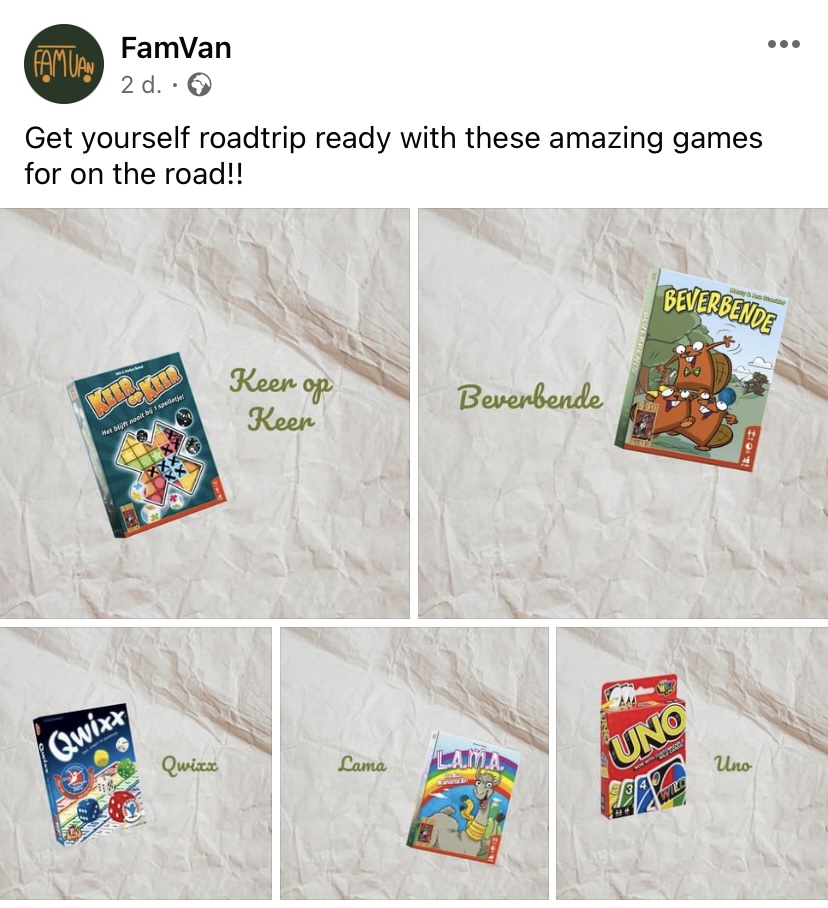 FAMVAN
FamVan
2 d. ·
Get yourself roadtrip ready with these amazing games
for on the road!!
KEER OP KEER
Het blijft nooit bij 1 spelletje!
Keer op
Keer
BEVERBENDE
Beverbende
Qwixx
Qwixx
Lama
L.A.M.A.
UNO
WILD
Uno